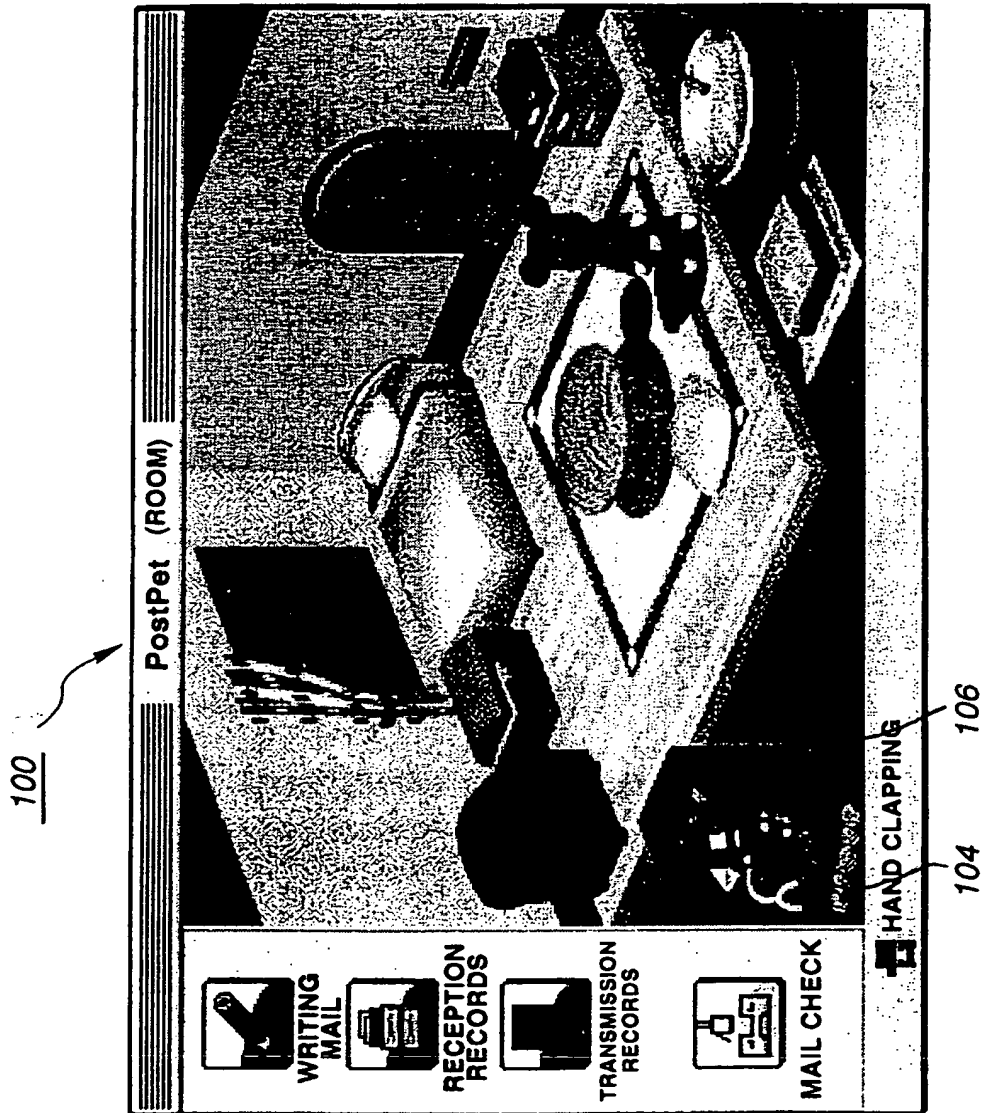 100
PostPet (ROOM)
WRITING
MAIL
RECEPTION
RECORDS
TRANSMISSION
RECORDS
MAIL CHECK
HAND CLAPPING
104
106